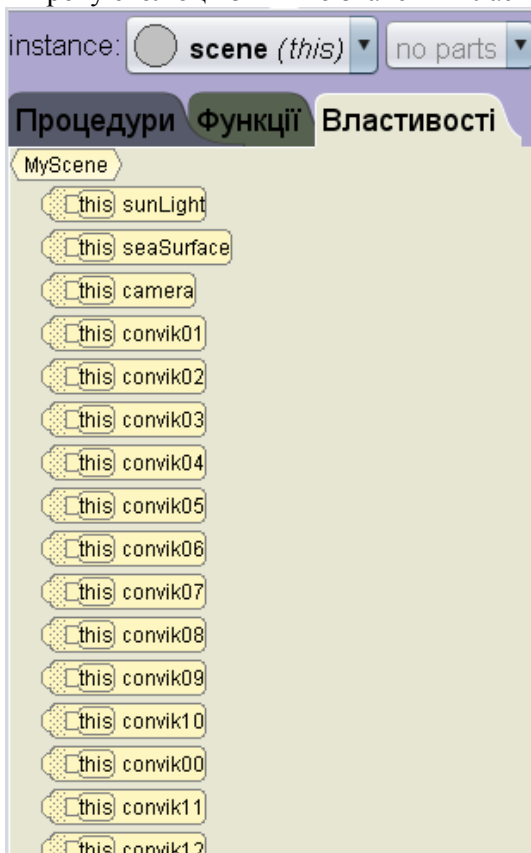 instance: scene (this) no parts
Процедури Функції Властивості
MyScene
this sunLight
this seaSurface
this camera
this convik01
this convik02
this convik03
this convik04
this convik05
this convik06
this convik07
this convik08
this convik09
this convik10
this convik00
this convik11
this convik12